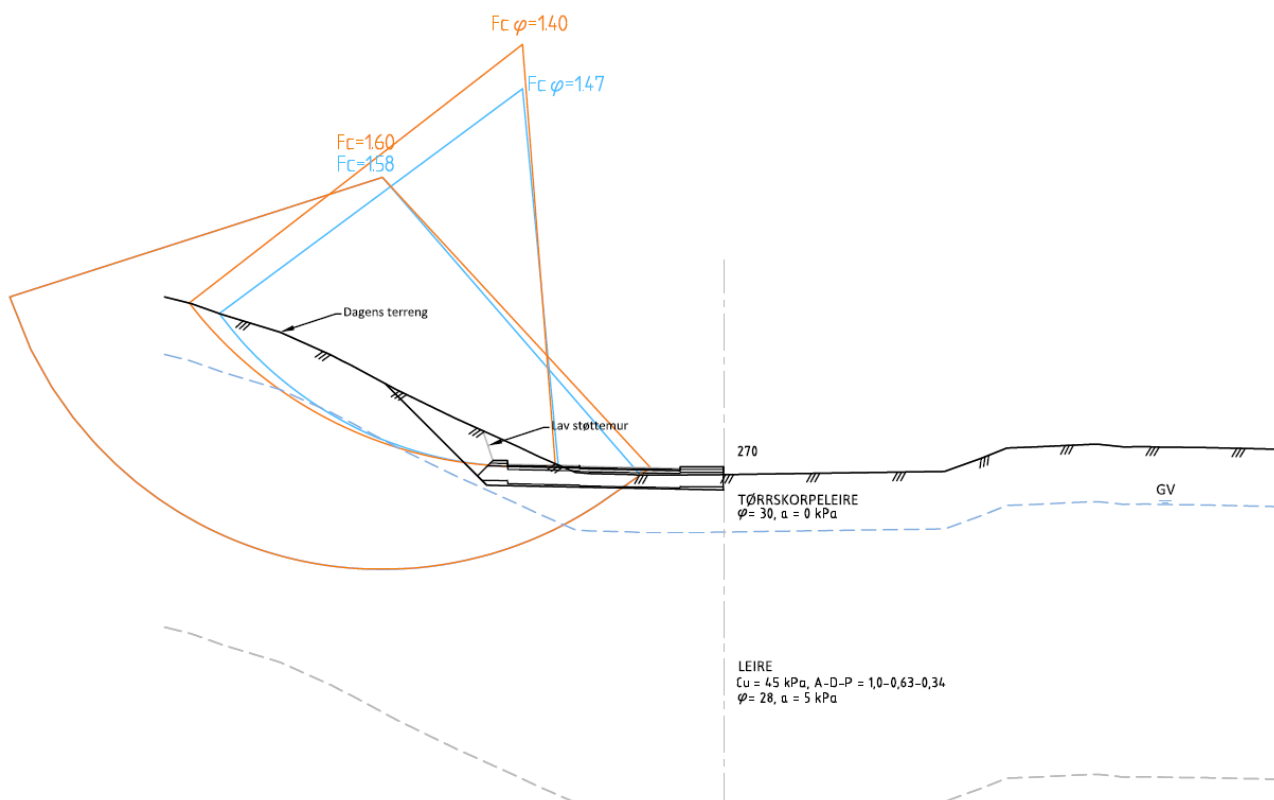 Fc φ=1.40
Fc φ=1.47
Fc=1.60
Fc=1.58
Dagens terreng
Lav støttemur
270
GV
TØRRSKORPELEIRE
φ= 30, a = 0 kPa
LEIRE
Cu = 45 kPa, A-D-P = 1,0-0,63-0,34
φ= 28, a = 5 kPa